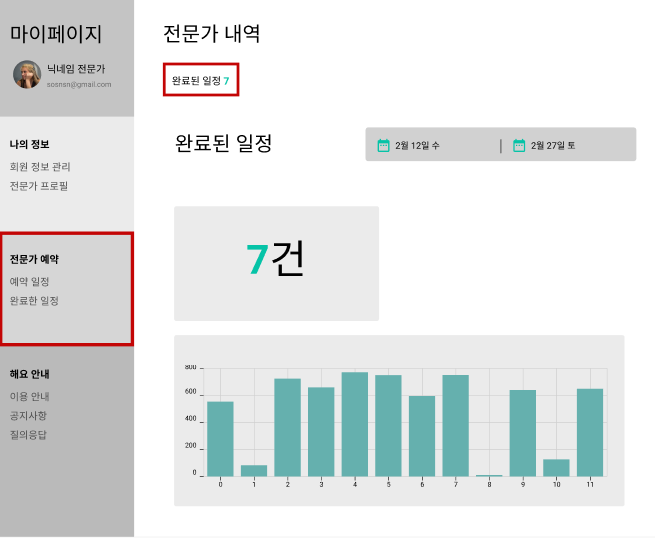 마이페이지
닉네임 전문가
sosnsn@gmail.com
나의 정보
회원 정보 관리
전문가 프로필
전문가 예약
예약 일정
완료한 일정
해요 안내
이용 안내
공지사항
질의응답
전문가 내역
완료된 일정 7
완료된 일정
2월 12일 수 | 2월 27일 토
7건
800
600
400
200
0
0 1 2 3 4 5 6 7 8 9 10 11